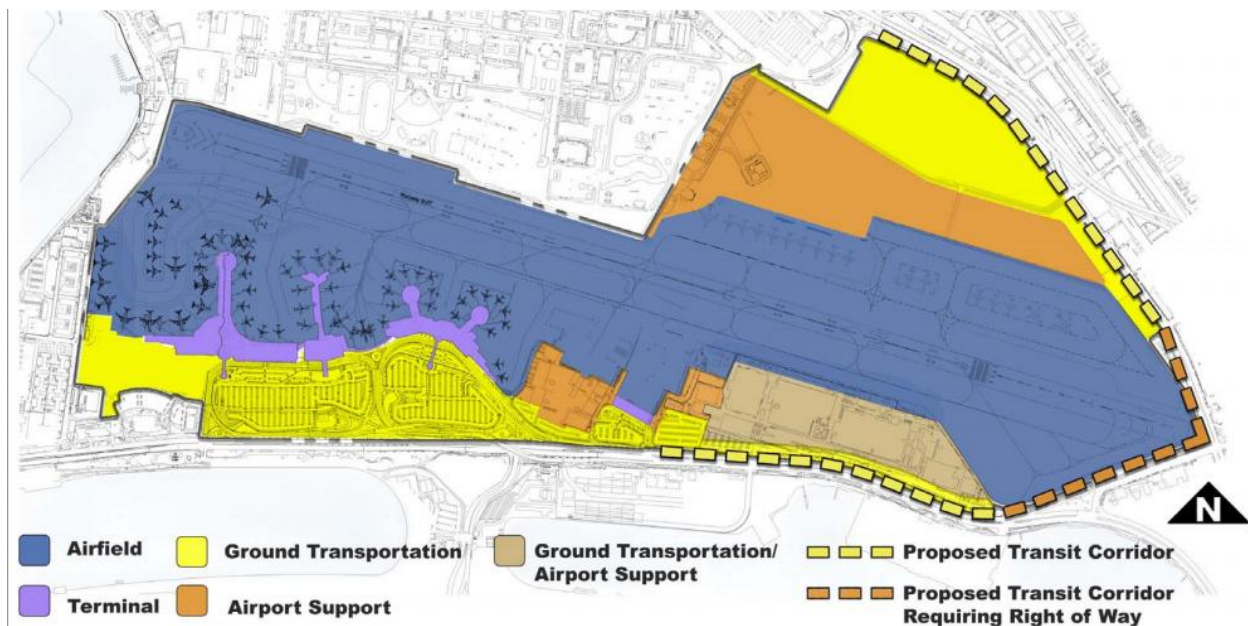 Airfield
Ground Transportation
Ground Transportation/
Airport Support
Proposed Transit Corridor
Terminal
Airport Support
Proposed Transit Corridor
Requiring Right of Way
N